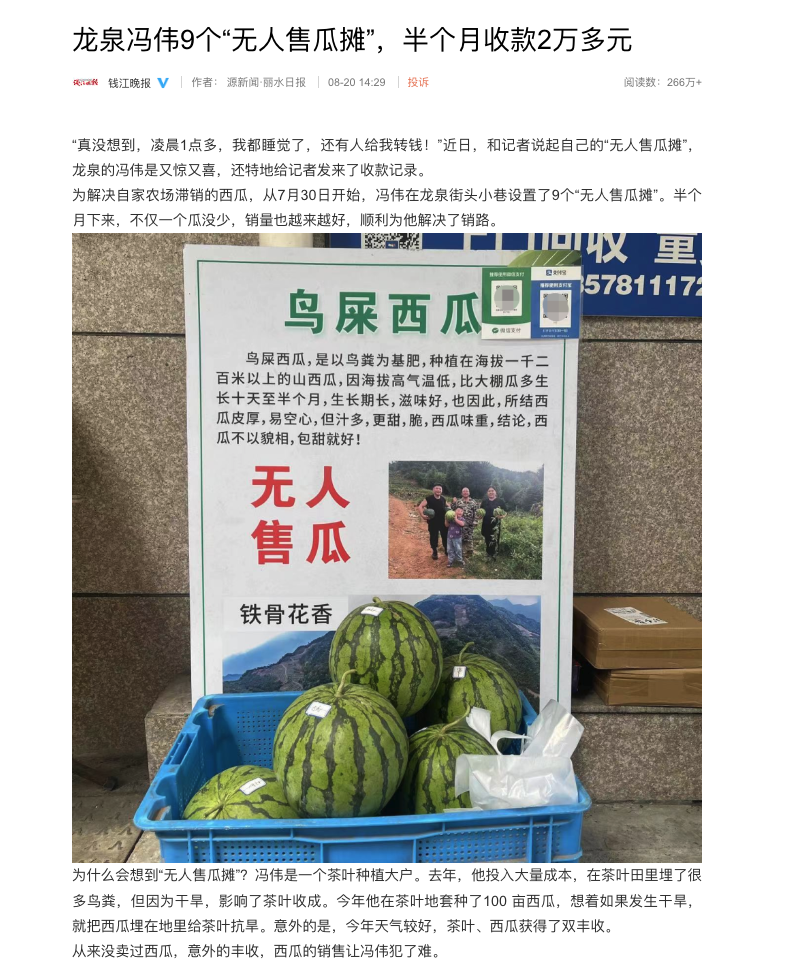 龙泉冯伟9个“无人售瓜摊”，半个月收款2万多元
钱江晚报 作者： 源新闻·丽水日报 08-20 14:29 投诉 阅读数：266万+
“真没想到，凌晨1点多，我都睡觉了，还有人给我转钱！”近日，和记者说起自己的“无人售瓜摊”，
龙泉的冯伟是又惊又喜，还特地给记者发来了收款记录。
为解决自家农场滞销的西瓜，从7月30日开始，冯伟在龙泉街头小巷设置了9个“无人售瓜摊”。半个
月下来，不仅一个瓜没少，销量也越来越好，顺利为他解决了销路。
回收
57811172
支付宝
微信支付
鸟屎西瓜
鸟屎西瓜，是以鸟粪为基肥，种植在海拔一千二
百米以上的山西瓜，因海拔高气温低，比大棚瓜多生
长十天至半个月，生长期长，滋味好，也因此，所结西
瓜皮厚，易空心，但汁多，更甜，脆，西瓜味重，结论，西
瓜不以貌相，包甜就好！
无人
售瓜
铁骨花香
为什么会想到“无人售瓜摊”？冯伟是一个茶叶种植大户。去年，他投入大量成本，在茶叶田里埋了很
多鸟粪，但因为干旱，影响了茶叶收成。今年他在茶叶地套种了100 亩西瓜，想着如果发生干旱，
就把西瓜埋在地里给茶叶抗旱。意外的是，今年天气较好，茶叶、西瓜获得了双丰收。
从来没卖过西瓜，意外的丰收，西瓜的销售让冯伟犯了难。